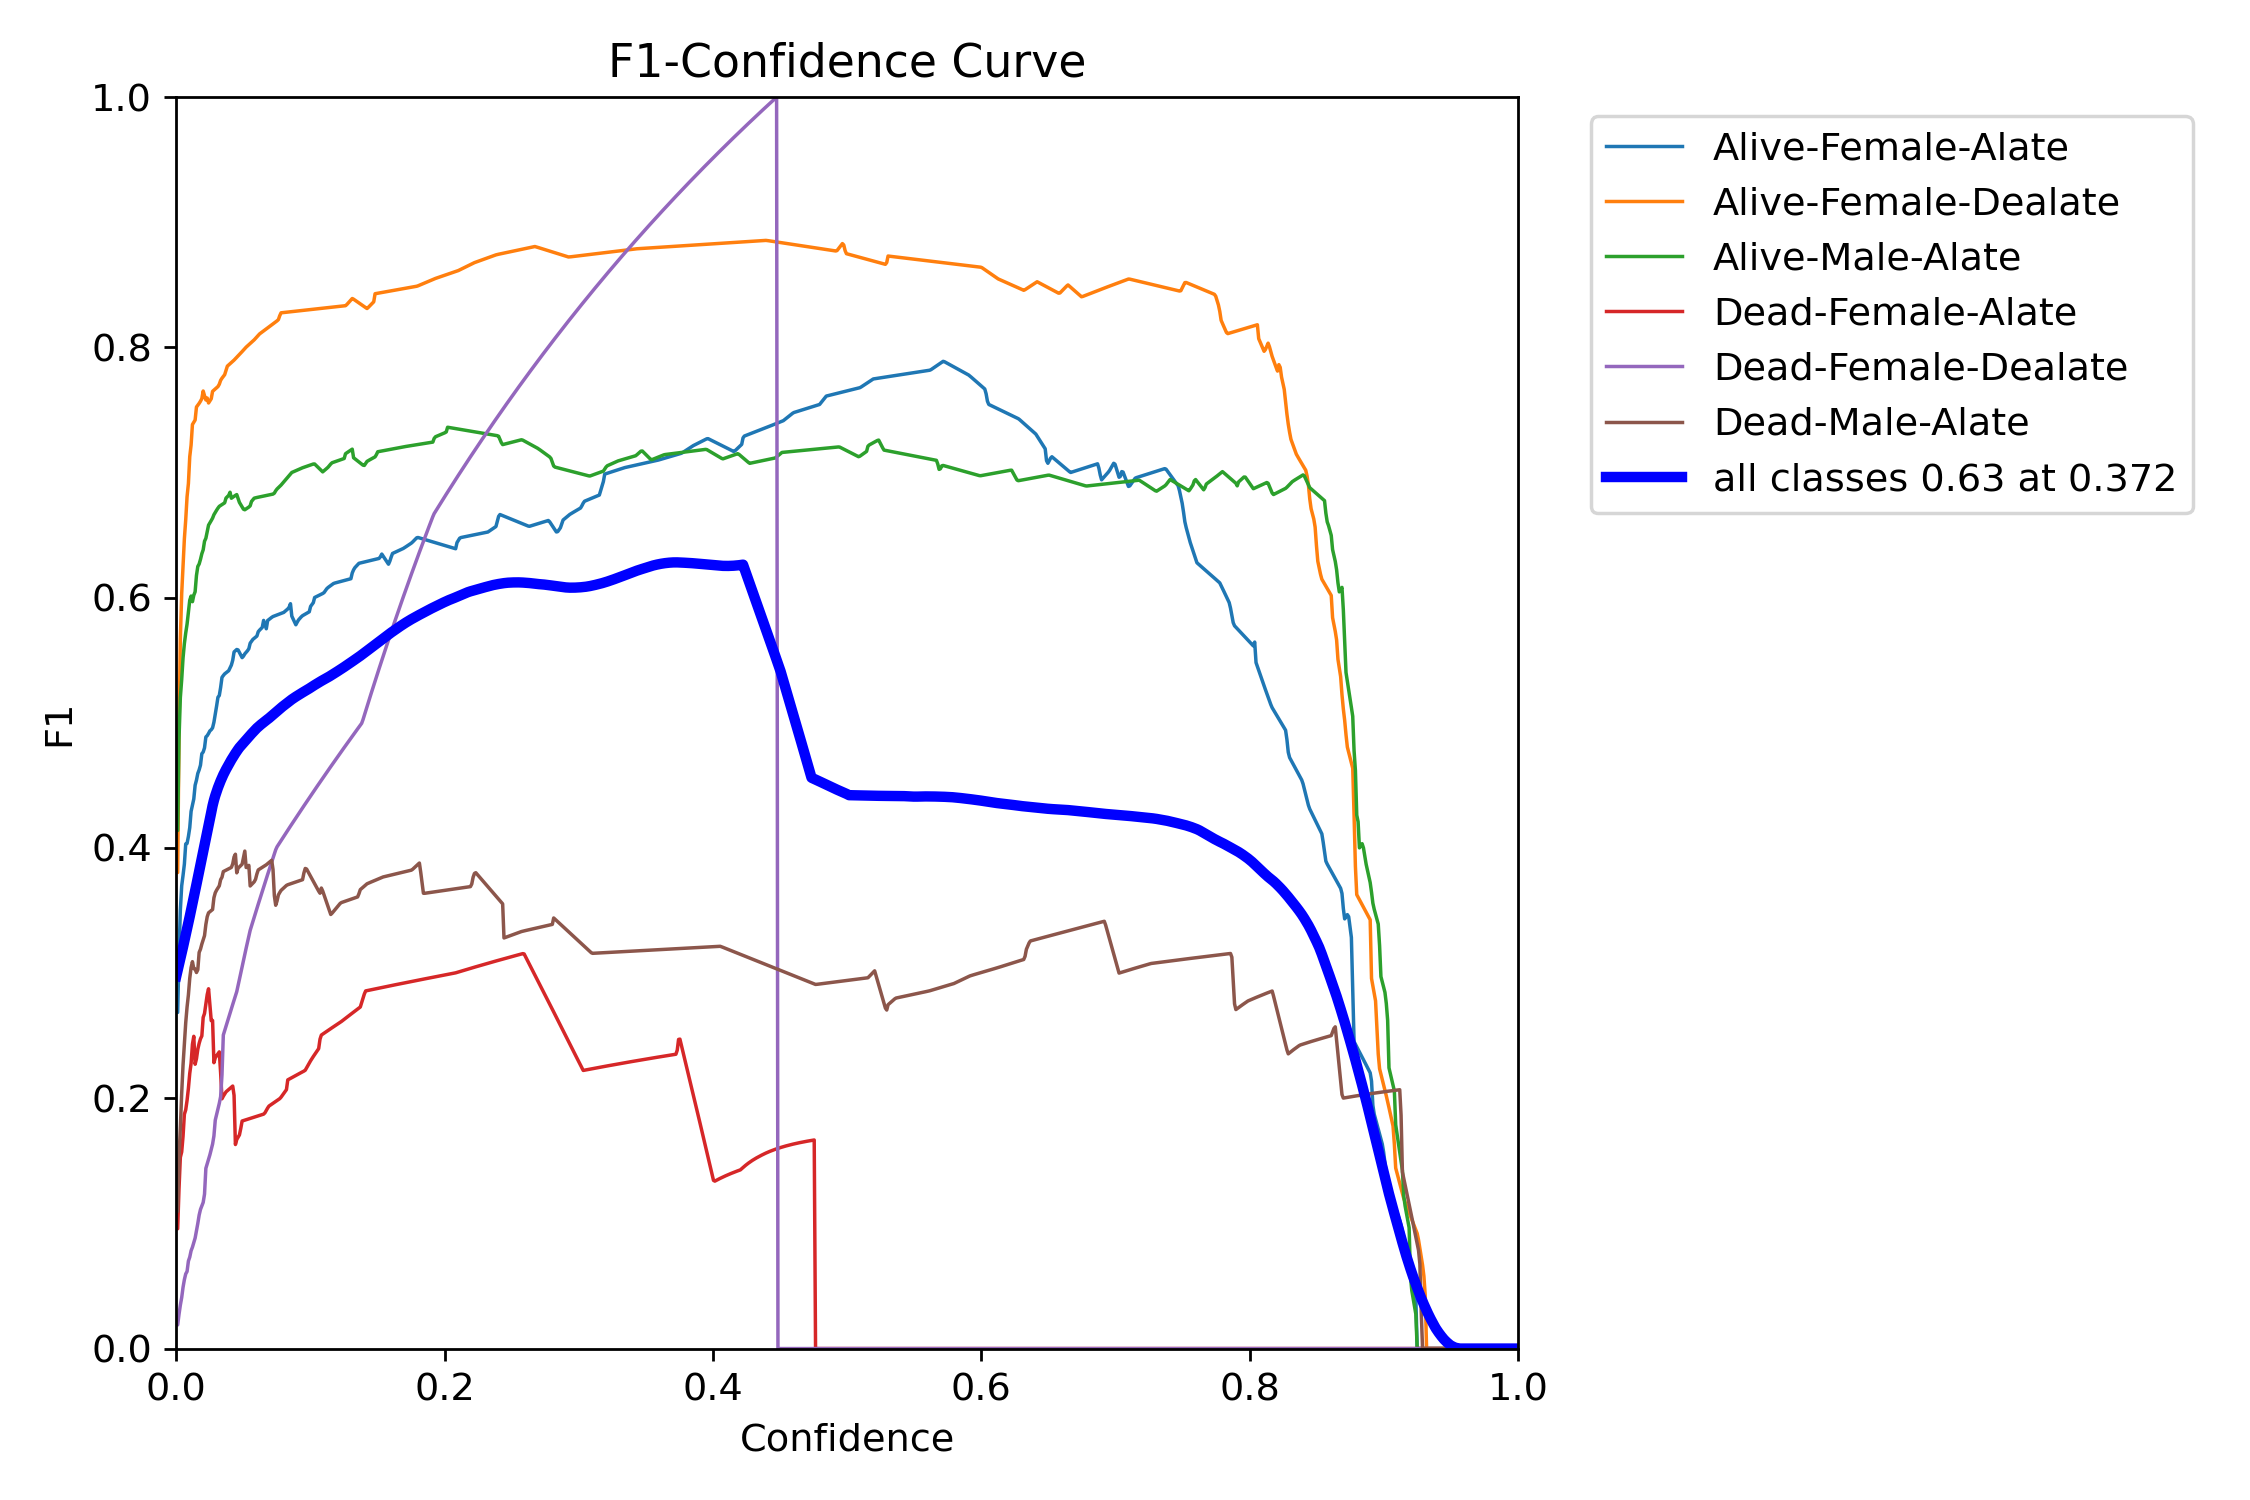 F1-Confidence Curve
1.0
0.8
0.6
0.4
0.2
0.0
F1
0.0 0.2 0.4 0.6 0.8 1.0
Confidence
Alive-Female-Alate
Alive-Female-Dealate
Alive-Male-Alate
Dead-Female-Alate
Dead-Female-Dealate
Dead-Male-Alate
all classes 0.63 at 0.372